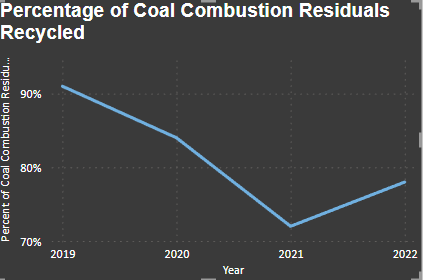 Percentage of Coal Combustion Residuals
Recycled
Percent of Coal Combustion Residu...
90%
80%
70%
2019 2020 2021 2022
Year